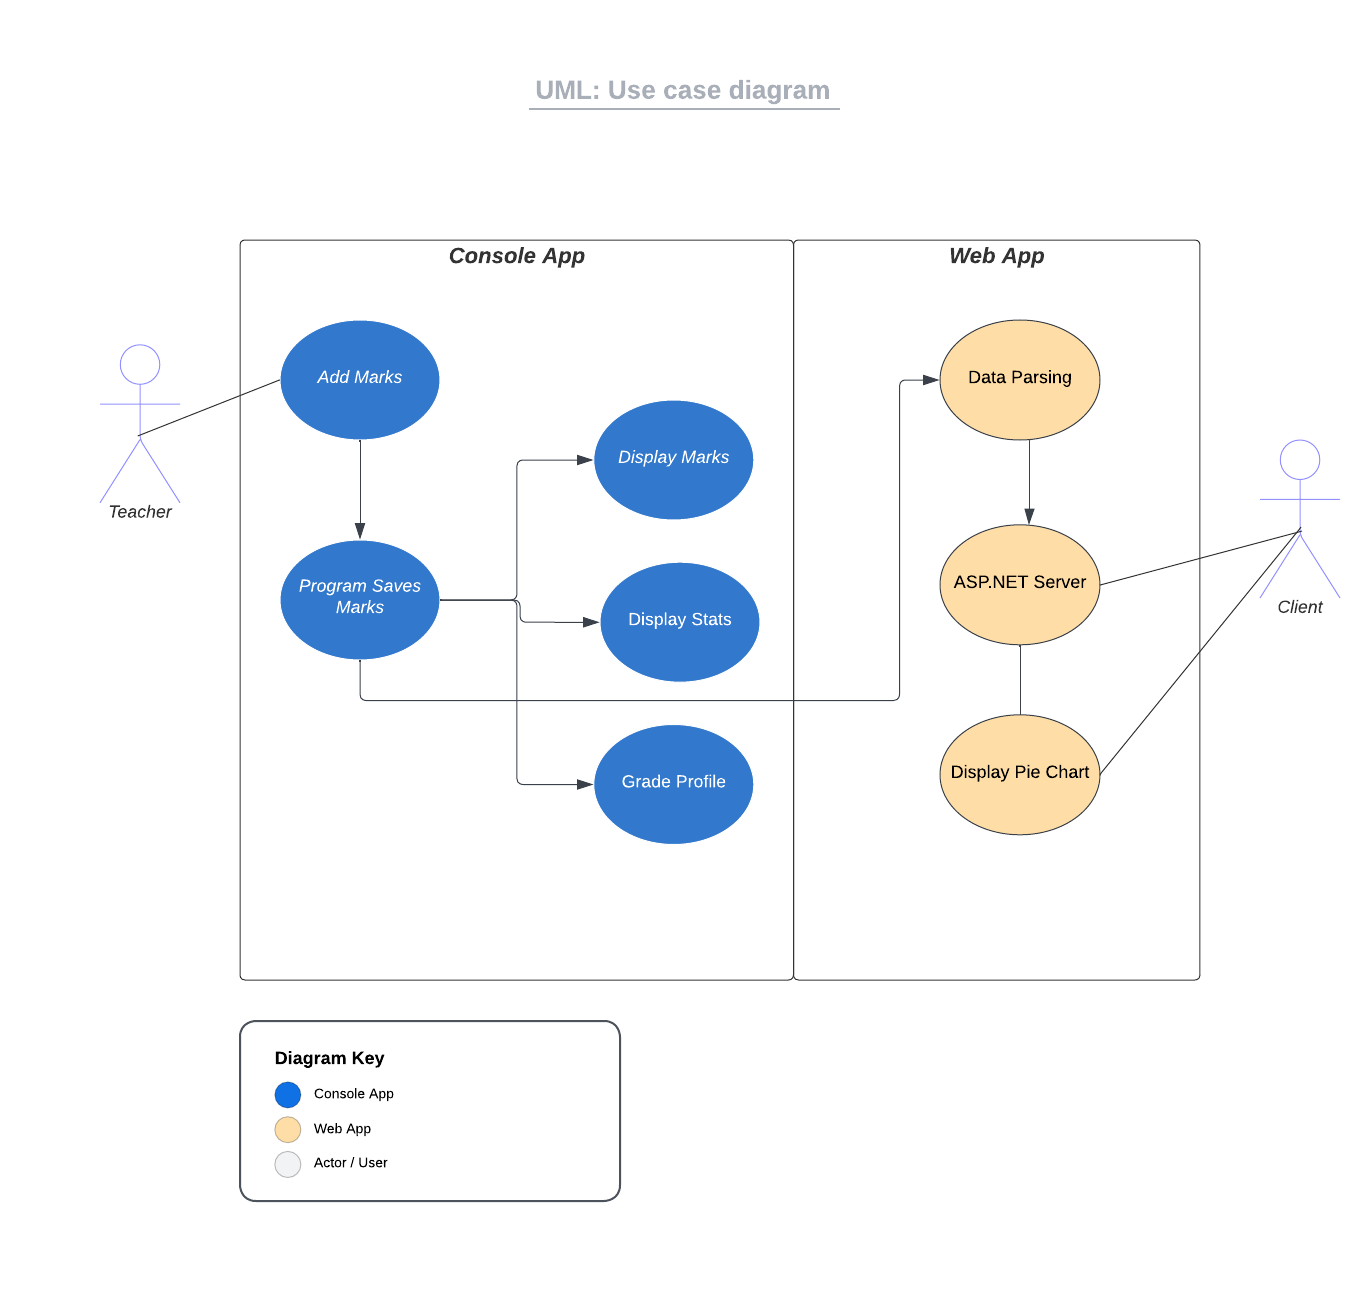 UML: Use case diagram
Console App
Web App
Add Marks
Data Parsing
Display Marks
Teacher
Program Saves
Marks
ASP.NET Server
Display Stats
Client
Grade Profile
Display Pie Chart
Diagram Key
Console App
Web App
Actor / User